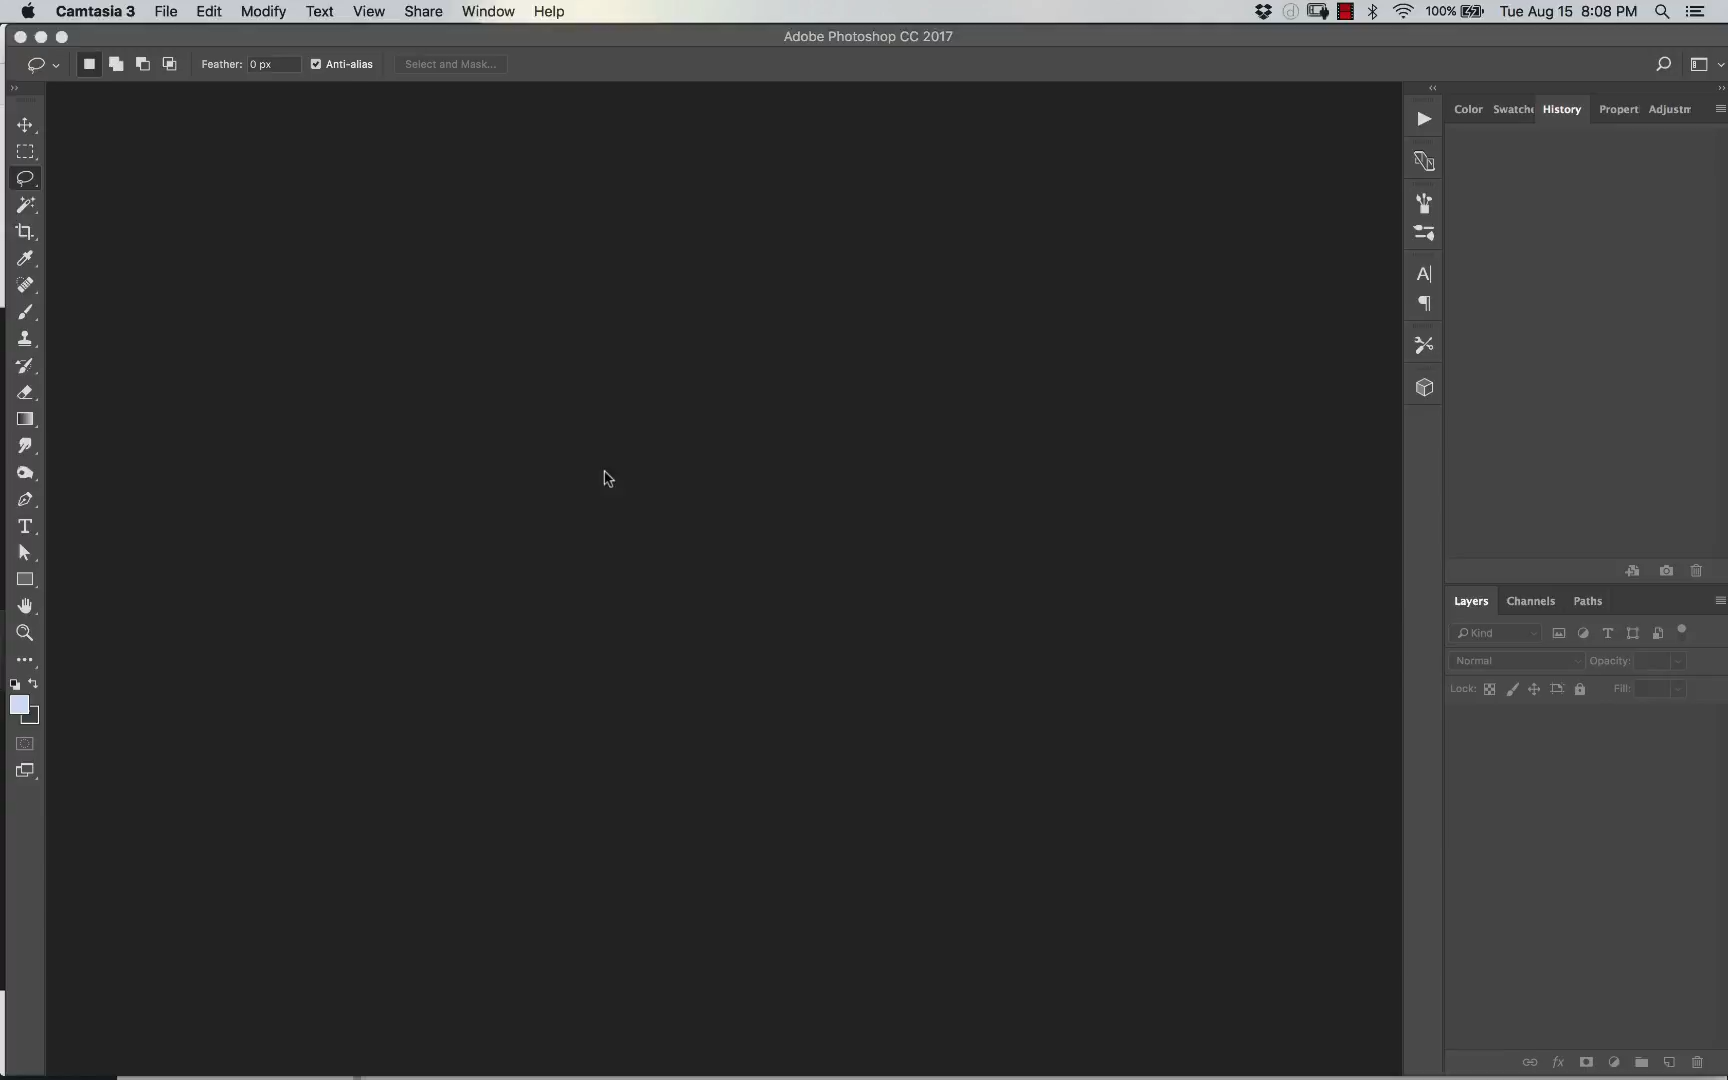 Camtasia 3 File Edit Modify Text View Share Window Help 100% Tue Aug 15 8:08 PM
Adobe Photoshop CC 2017
Feather: 0 px Anti-alias Select and Mask...
Color Swatche History Propert Adjustm
Layers Channels Paths
Kind
Normal Opacity:
Lock: Fill: